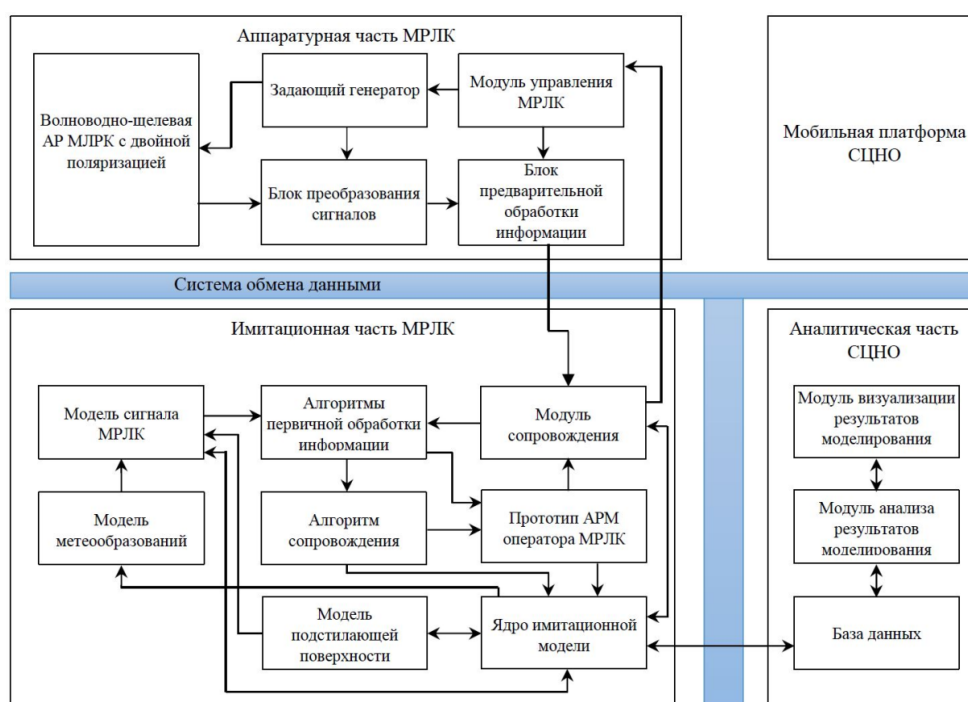 Аппаратурная часть МРЛК
Волноводно-щелевая
АР МЛРК с двойной
поляризацией
Задающий
генератор
Модуль управления
МРЛК
Блок преобразования
сигналов
Блок
предварительной
обработки
информации
Мобильная платформа
СЦНО
Система обмена данными
Имитационная часть МРЛК
Модель сигнала
МРЛК
Алгоритмы
первичной обработки
информации
Модуль
сопровождения
Модель
метеообразований
Алгоритм
сопровождения
Прототип АРМ
оператора МРЛК
Модель
подстилающей
поверхности
Ядро имитационной
модели
Аналитическая часть
СЦНО
Модуль визуализации
результатов
моделирования
Модуль анализа
результатов
моделирования
База данных